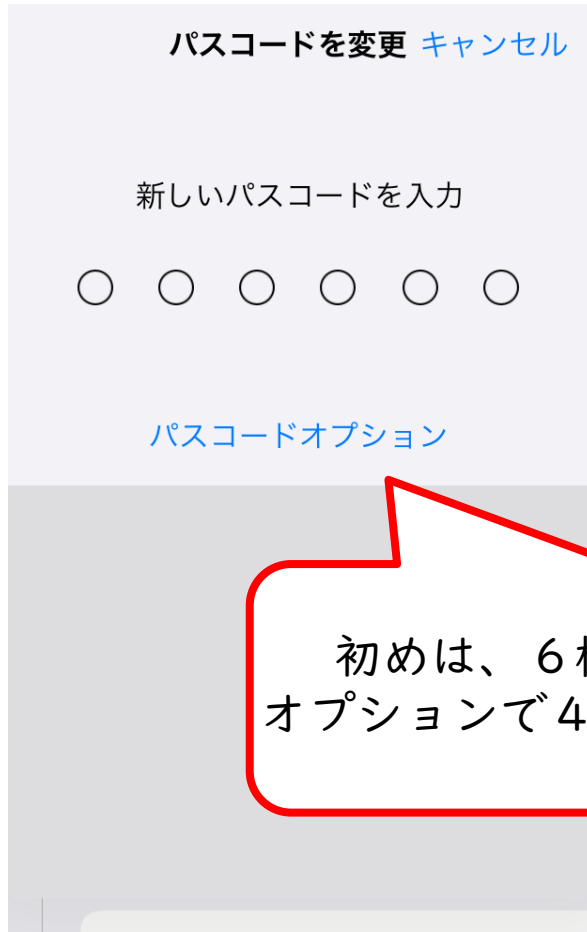 パスコードを変更 キャンセル
新しいパスコードを入力
パスコードオプション
初めは、６
オプションで４